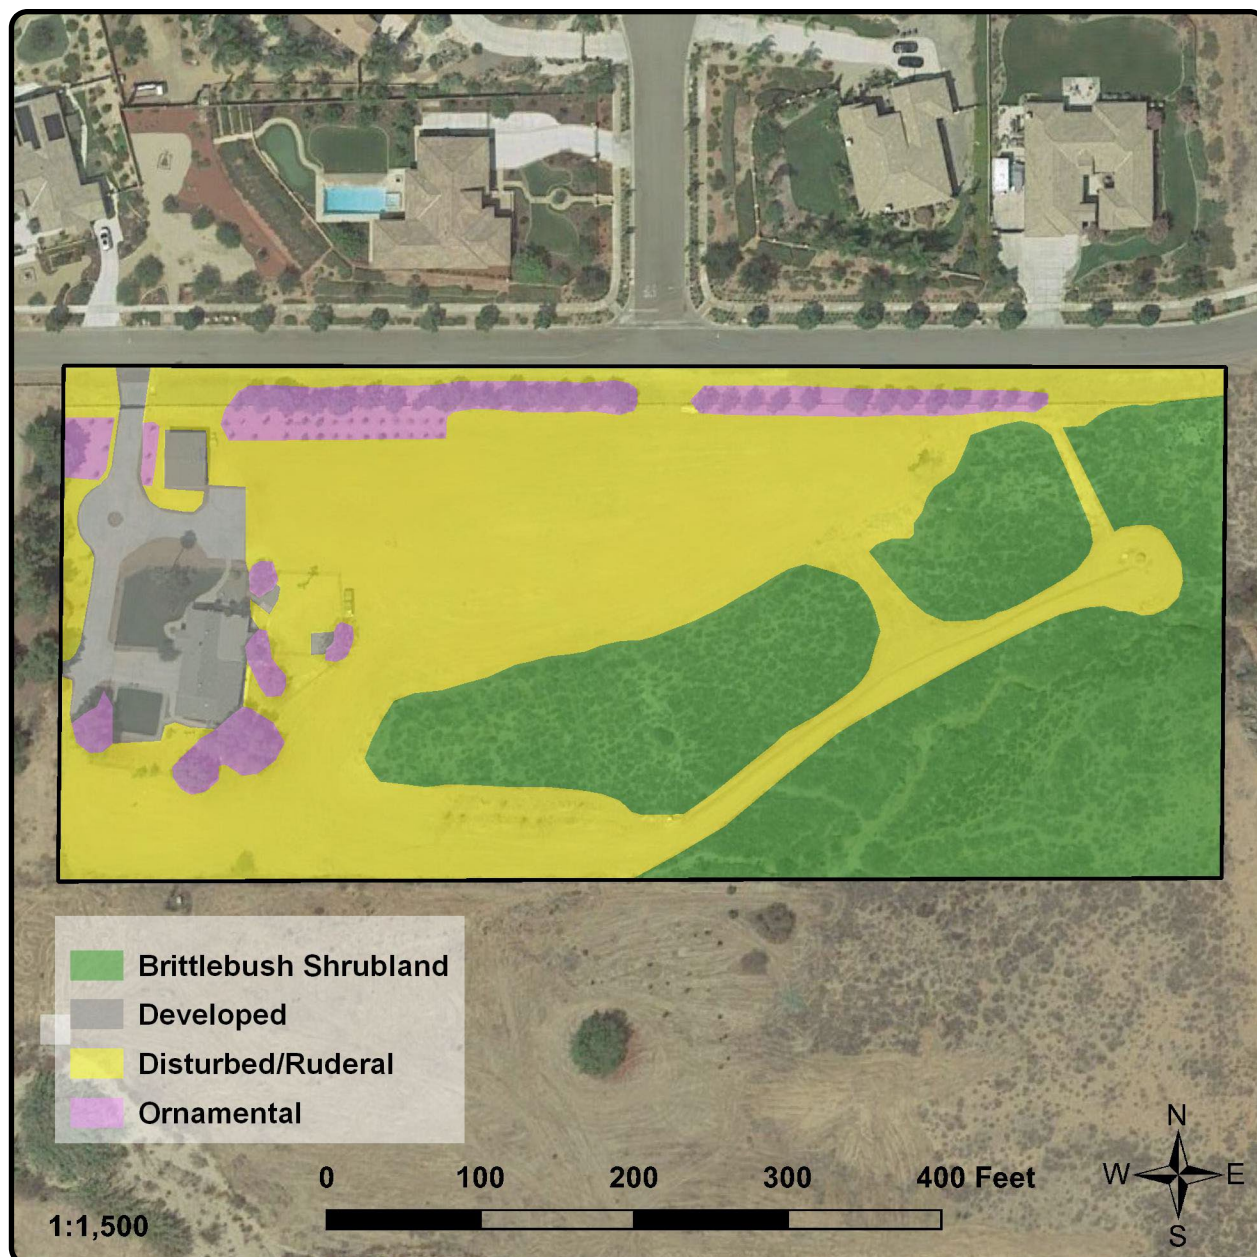 Brittlebush Shrubland
Developed
Disturbed/Ruderal
Ornamental
N
W E
S
0 100 200 300 400 Feet
1:1,500